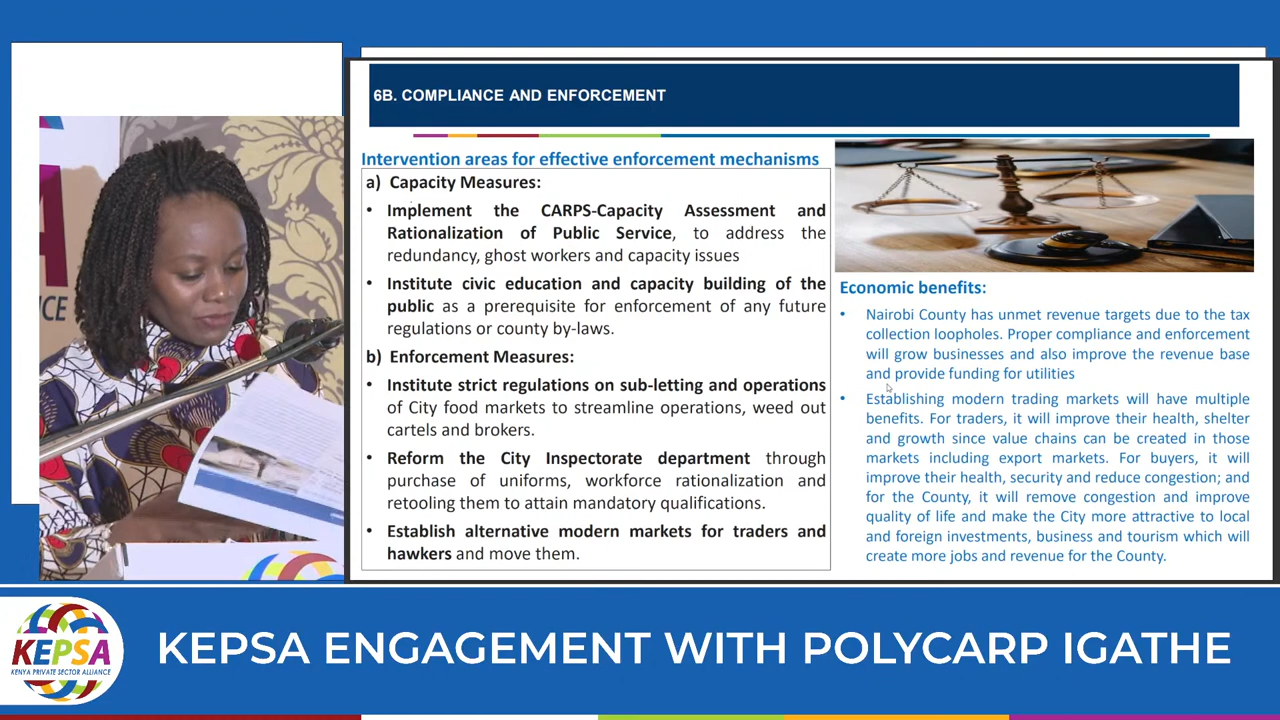 6B. COMPLIANCE AND ENFORCEMENT
Intervention areas for effective enforcement mechanisms
a) Capacity Measures:
• Implement the CARPS-Capacity Assessment and
Rationalization of Public Service, to address the
redundancy, ghost workers and capacity issues
• Institute civic education and capacity building of the
public as a prerequisite for enforcement of any future
regulations or county by-laws.
b) Enforcement Measures:
• Institute strict regulations on sub-letting and operations
of City food markets to streamline operations, weed out
cartels and brokers.
• Reform the City Inspectorate department through
purchase of uniforms, workforce rationalization and
retooling them to attain mandatory qualifications.
• Establish alternative modern markets for traders and
hawkers and move them.
Economic benefits:
• Nairobi County has unmet revenue targets due to the tax
collection loopholes. Proper compliance and enforcement
will grow businesses and also improve the revenue base
and provide funding for utilities
• Establishing modern trading markets will have multiple
benefits. For traders, it will improve their health, shelter
and growth since value chains can be created in those
markets including export markets. For buyers, it will
improve their health, security and reduce congestion; and
for the County, it will remove congestion and improve
quality of life and make the City more attractive to local
and foreign investments, business and tourism which will
create more jobs and revenue for the County.
KEPSA
KENYA PRIVATE SECTOR ALLIANCE
KEPSA ENGAGEMENT WITH POLYCARP IGATHE